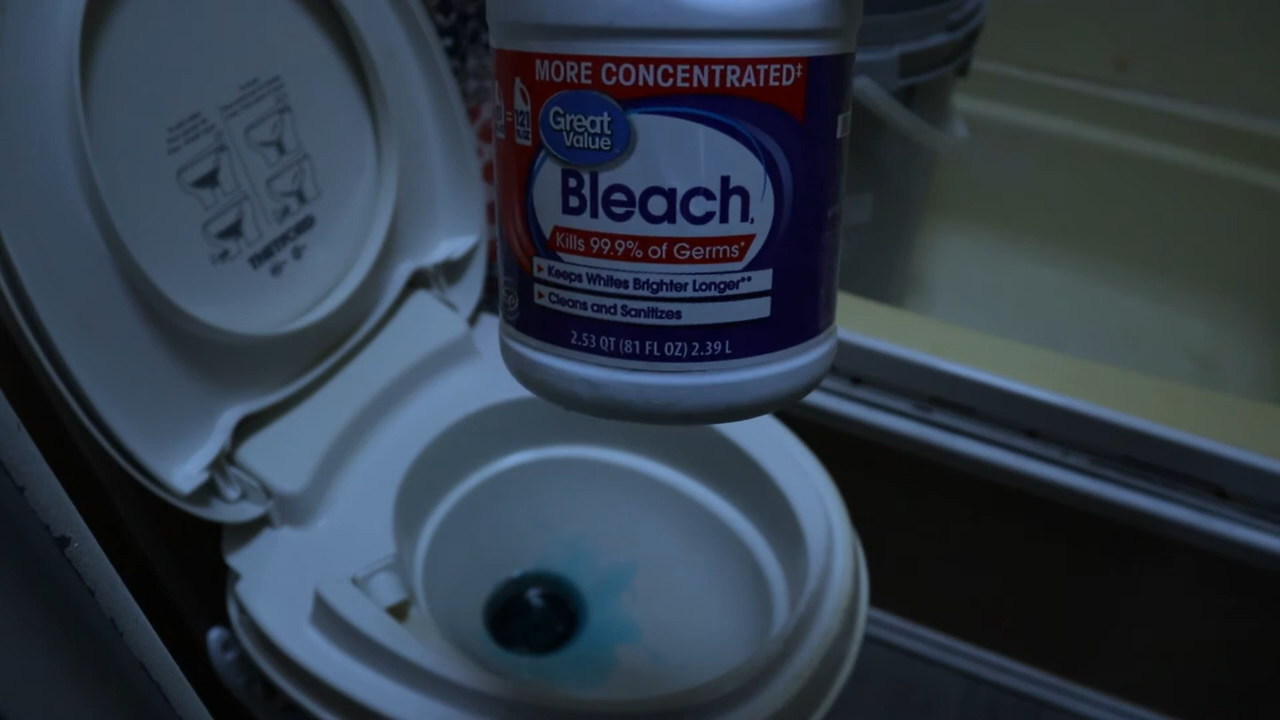 MORE CONCENTRATED‡
Great
Value
Bleach
Kills 99.9% of Germs*
Keeps Whites Brighter Longer**
Cleans and Sanitizes
2.53 QT (81 FL OZ) 2.39 L
THETFORD